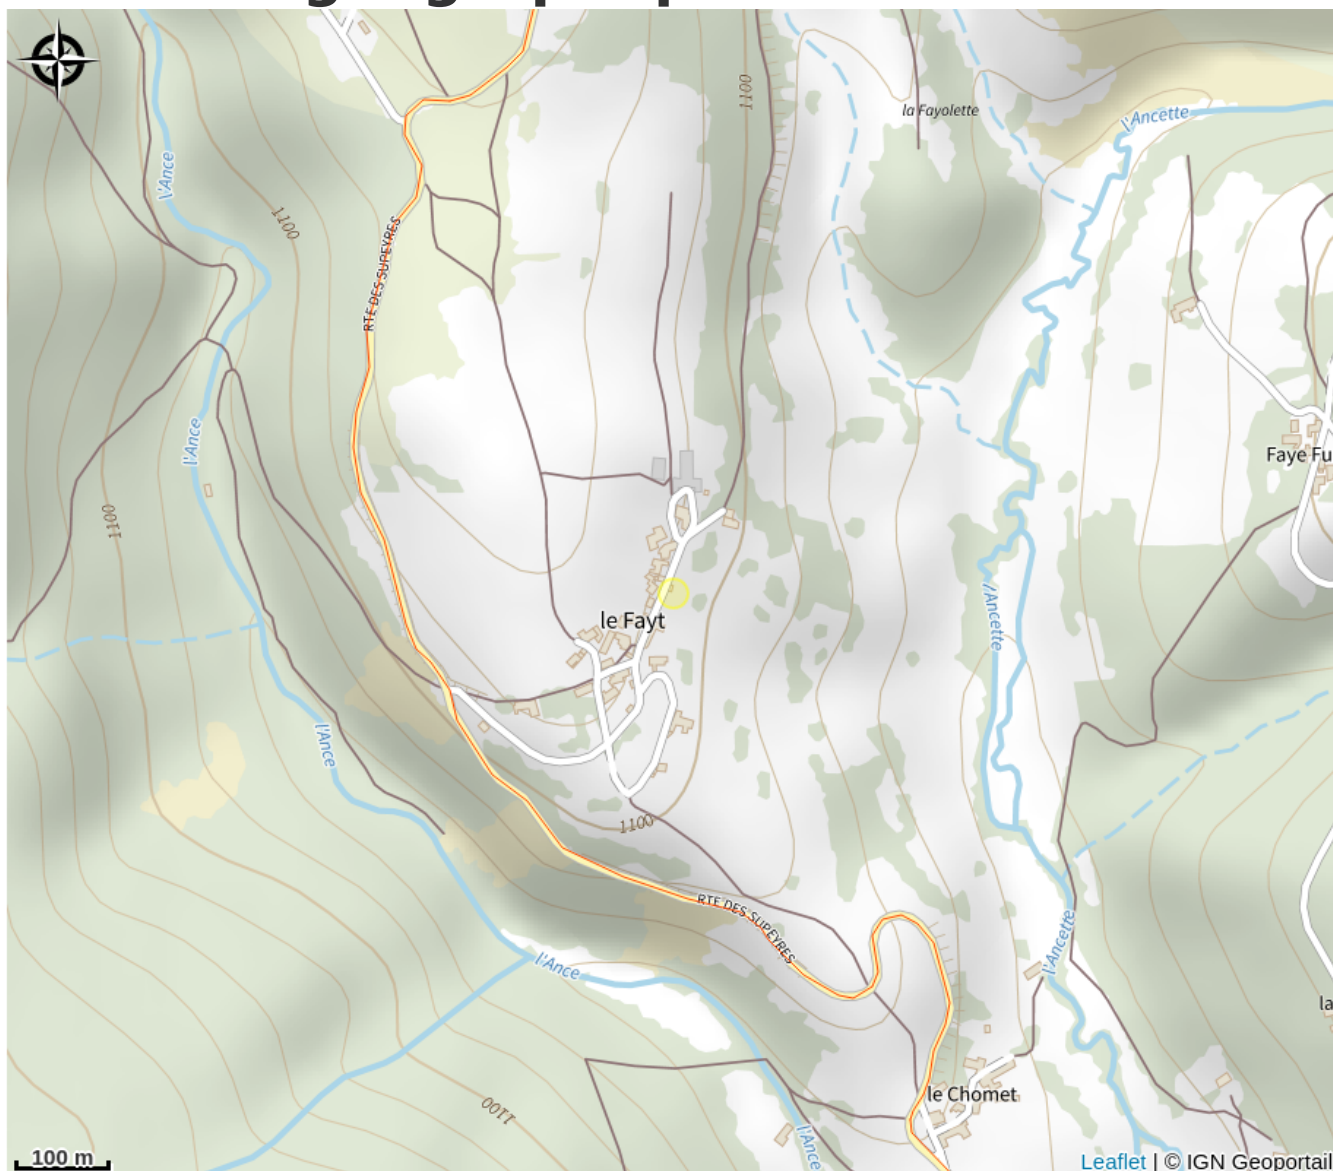 1100
la Fayolette
l'Ancette
l'Ance
1100
RTE DES SUPEYRES
l'Ance
Faye Fu
1100
l'Ancette
le Fayt
l'Ance
1100
RTE DES SUPEYRES
l'Ancette
l'Ance
la
le Chomet
1100
l'Ance
100 m
Leaflet | © IGN Geoportail